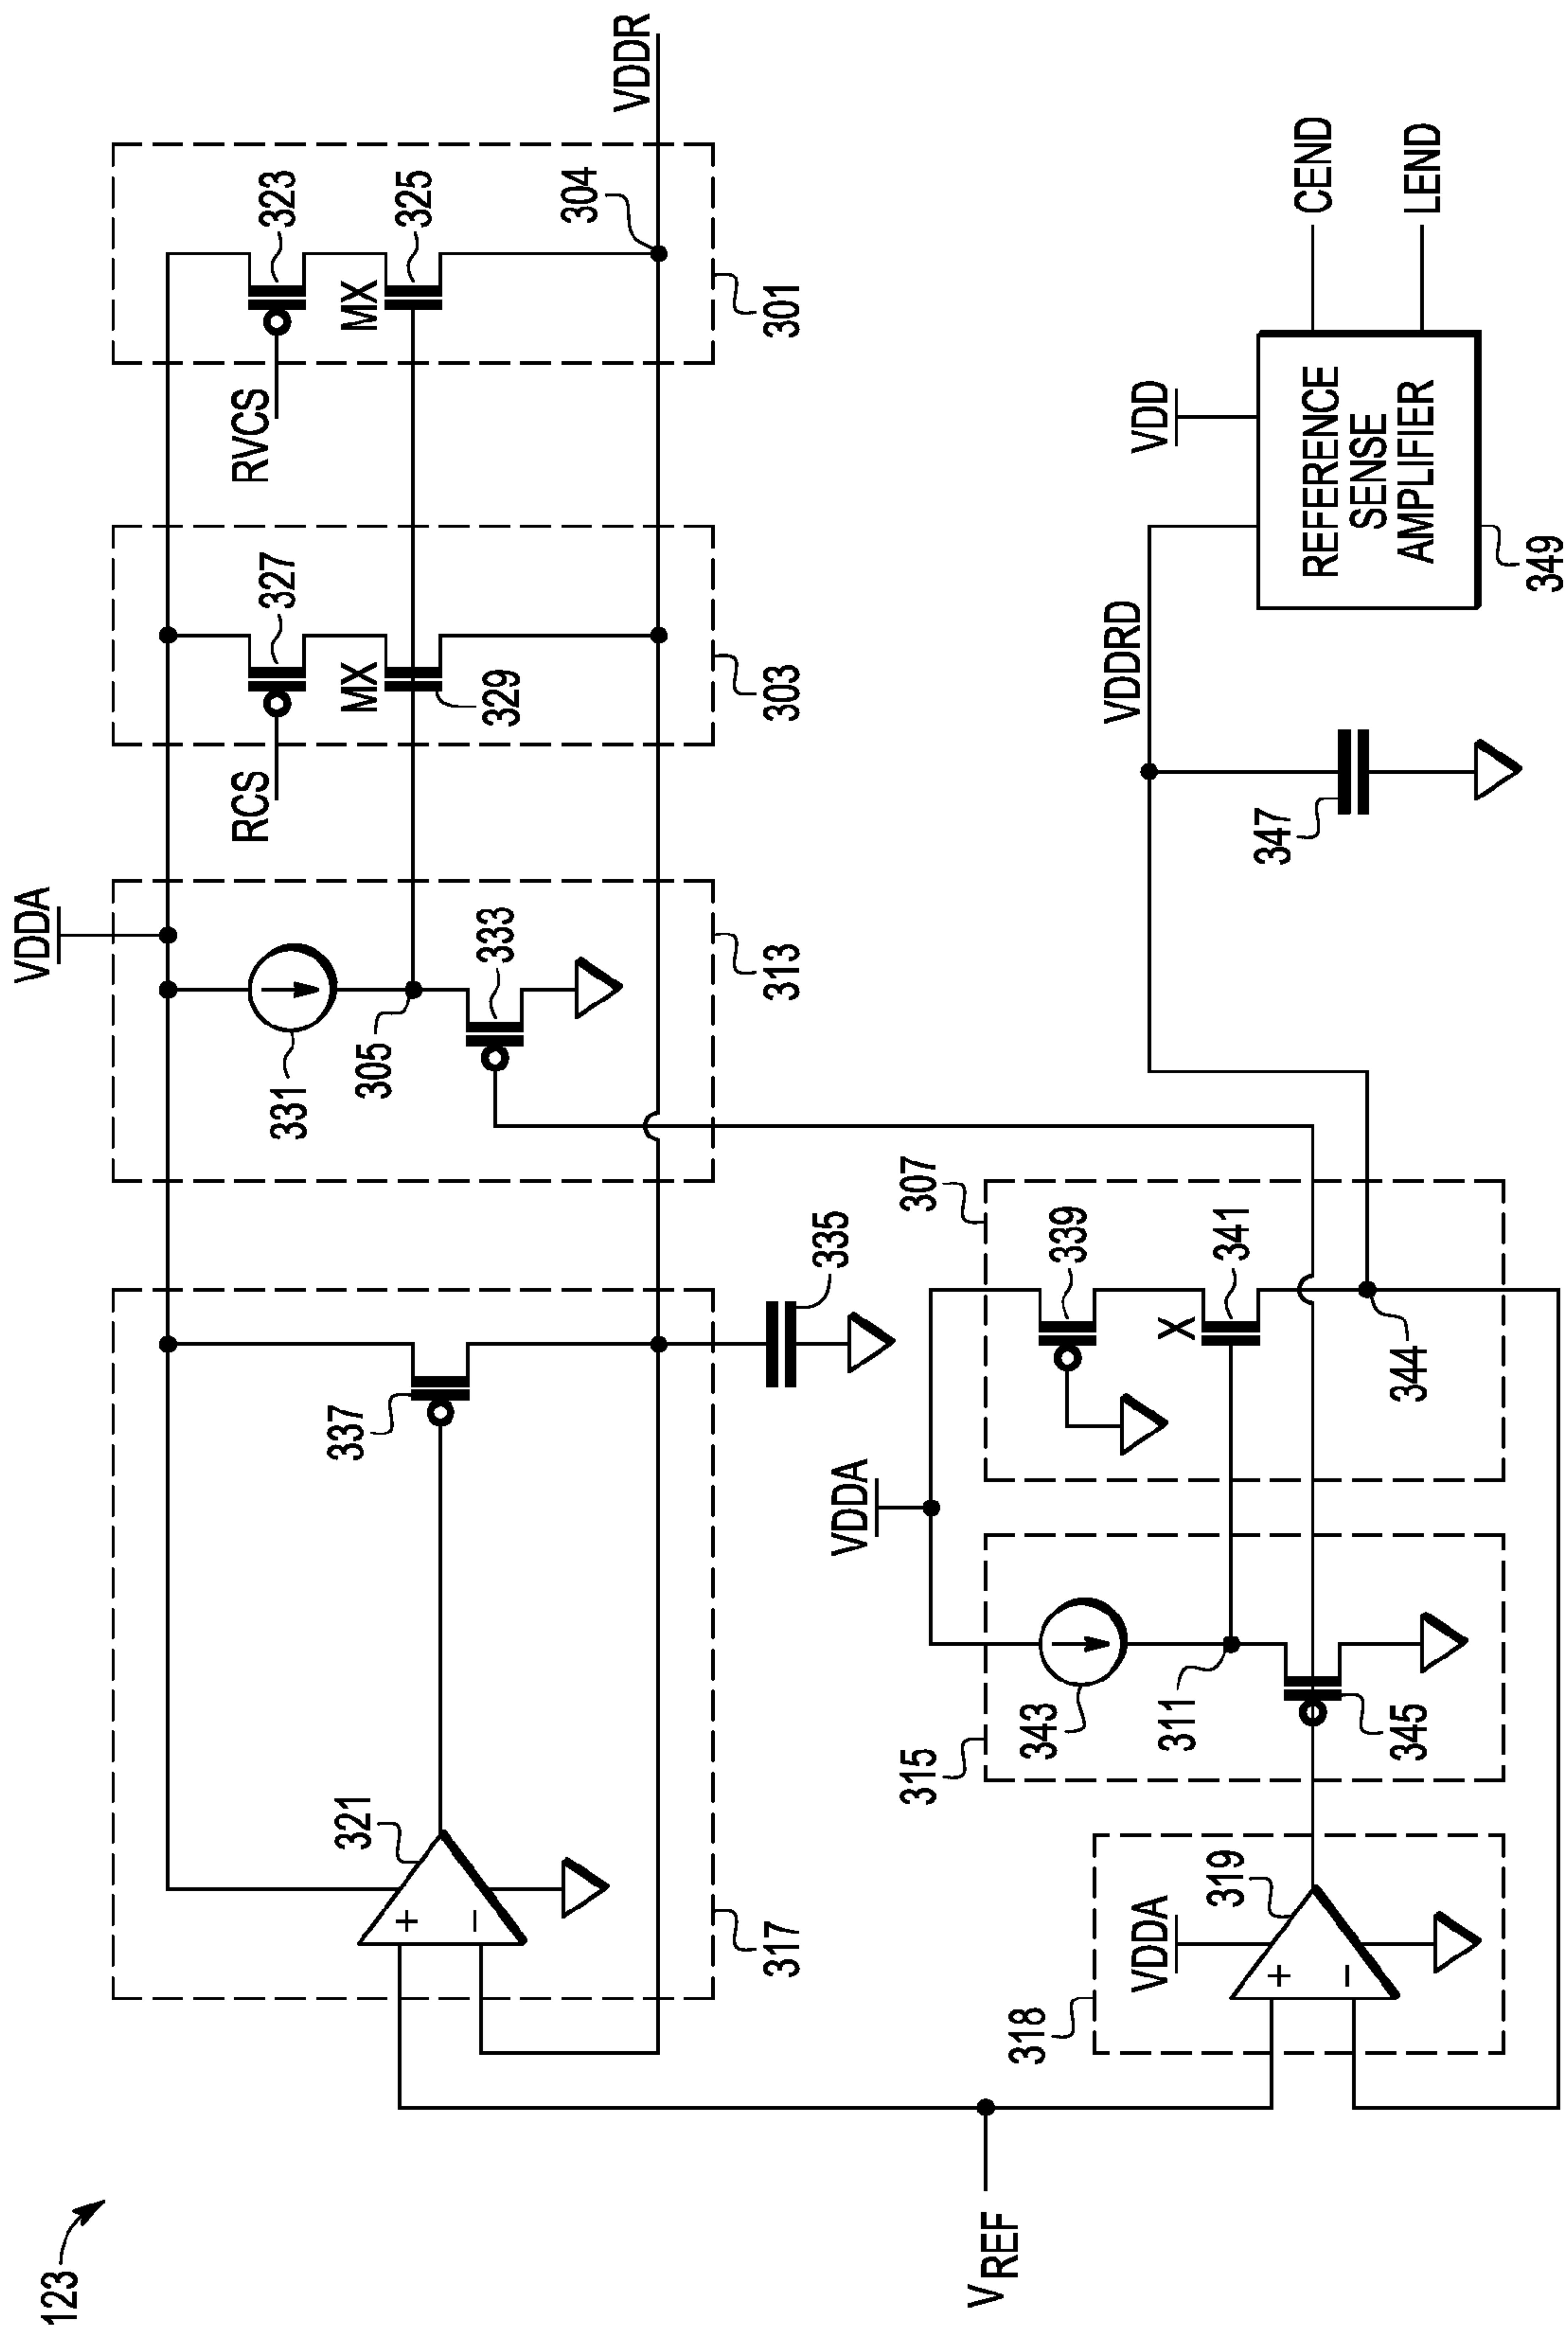 123
VDDA
VDDR
RVCS
RCS
323
327
MX
MX
325
329
304
331
305
333
337
321
+
−
335
317
313
303
301
VREF
VDDA
307
315
318
339
X
341
343
311
344
345
VDDA
319
+
−
VDDRD
VDD
347
REFERENCE
SENSE
AMPLIFIER
349
CEND
LEND